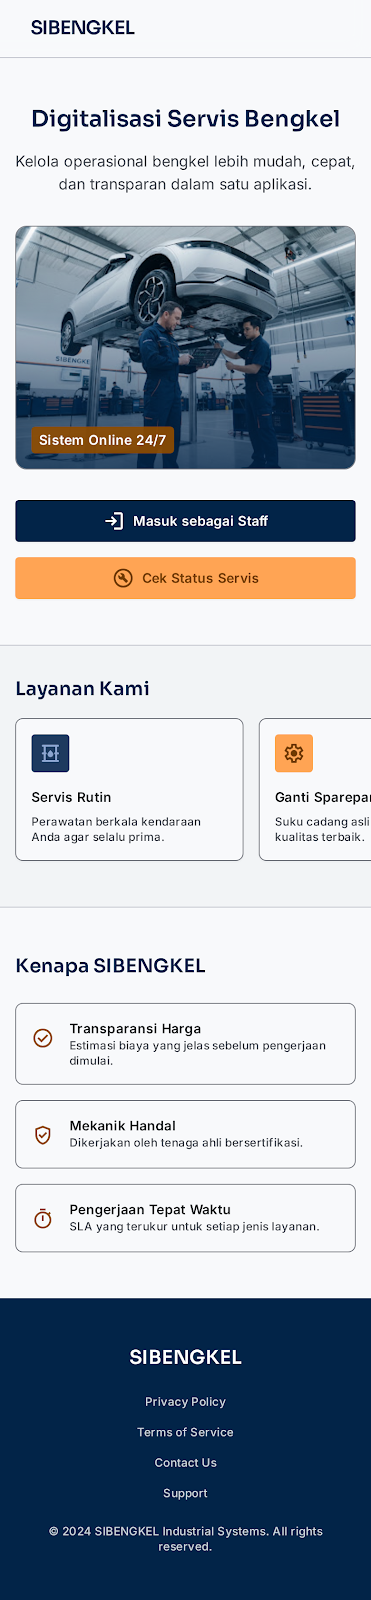 SIBENGKEL
Digitalisasi Servis Bengkel
Kelola operasional bengkel lebih mudah, cepat,
dan transparan dalam satu aplikasi.
SIBENGKEL
Sistem Online 24/7
Masuk sebagai Staff
Cek Status Servis
Layanan Kami
Servis Rutin
Perawatan berkala kendaraan
Anda agar selalu prima.
Ganti Sparepar
Suku cadang asli
kualitas terbaik.
Kenapa SIBENGKEL
Transparansi Harga
Estimasi biaya yang jelas sebelum pengerjaan
dimulai.
Mekanik Handal
Dikerjakan oleh tenaga ahli bersertifikasi.
Pengerjaan Tepat Waktu
SLA yang terukur untuk setiap jenis layanan.
SIBENGKEL
Privacy Policy
Terms of Service
Contact Us
Support
© 2024 SIBENGKEL Industrial Systems. All rights
reserved.